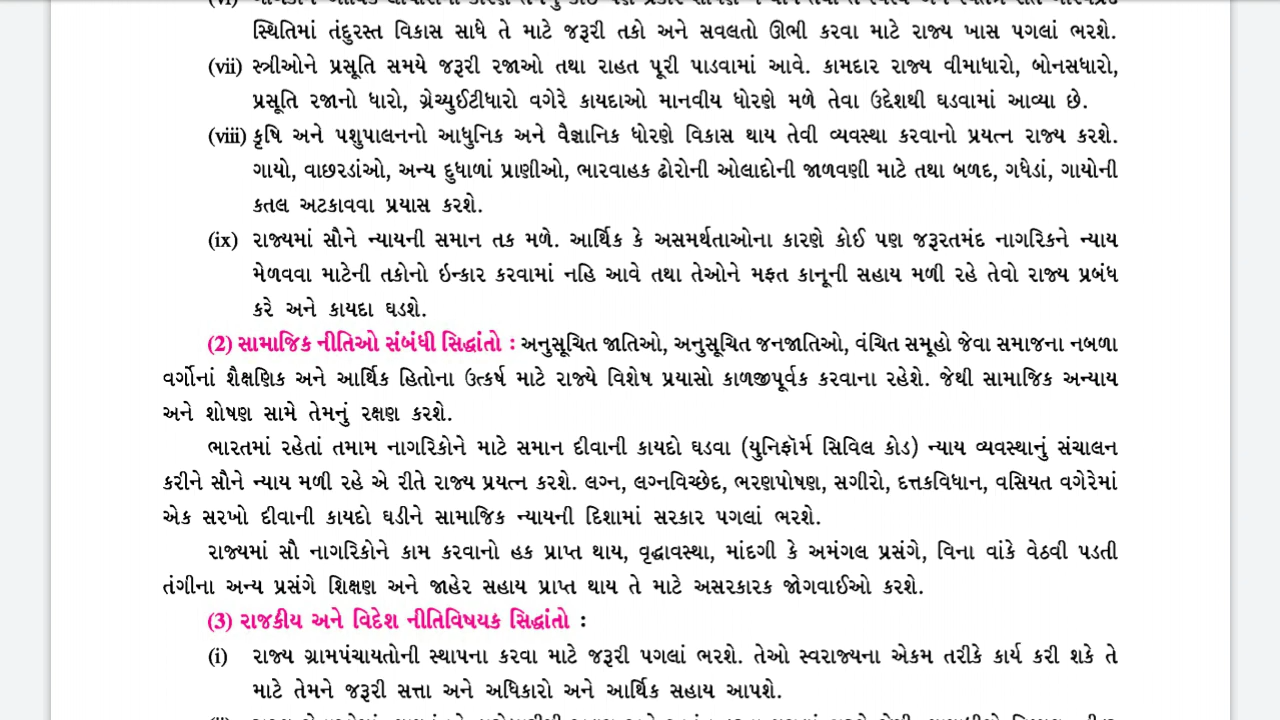 સ્થિતિમાં તંદુરસ્ત વિકાસ સાધે તે માટે જરૂરી તકો અને સવલતો ઊભી કરવા માટે રાજ્ય ખાસ પગલાં ભરશે.
(vii) સ્ત્રીઓને પ્રસૂતિ સમયે જરૂરી રજાઓ તથા રાહત પૂરી પાડવામાં આવે. કામદાર રાજ્ય વીમાધારો, બોનસધારો,
પ્રસૂતિ રજાનો ધારો, ગ્રેચ્યુઈટીધારો વગેરે કાયદાઓ માનવીય ધોરણે મળે તેવા ઉદ્દેશથી ઘડવામાં આવ્યા છે.
(viii) કૃષિ અને પશુપાલનનો આધુનિક અને વૈજ્ઞાનિક ધોરણે વિકાસ થાય તેવી વ્યવસ્થા કરવાનો પ્રયત્ન રાજ્ય કરશે.
ગાયો, વાછરડાંઓ, અન્ય દુધાળાં પ્રાણીઓ, ભારવાહક ઢોરોની ઓલાદોની જાળવણી માટે તથા બળદ, ગધેડાં, ગાયોની
કતલ અટકાવવા પ્રયાસ કરશે.
(ix) રાજ્યમાં સૌને ન્યાયની સમાન તક મળે. આર્થિક કે અસમર્થતાઓના કારણે કોઈ પણ જરૂરતમંદ નાગરિકને ન્યાય
મેળવવા માટેની તકોનો ઇન્કાર કરવામાં નહિ આવે તથા તેઓને મફત કાનૂની સહાય મળી રહે તેવો રાજ્ય પ્રબંધ
કરે અને કાયદા ઘડશે.
(2) સામાજિક નીતિઓ સંબંધી સિદ્ધાંતો : અનુસૂચિત જાતિઓ, અનુસૂચિત જનજાતિઓ, વંચિત સમૂહો જેવા સમાજના નબળા
વર્ગોનાં શૈક્ષણિક અને આર્થિક હિતોના ઉત્કર્ષ માટે રાજ્યે વિશેષ પ્રયાસો કાળજીપૂર્વક કરવાના રહેશે. જેથી સામાજિક અન્યાય
અને શોષણ સામે તેમનું રક્ષણ કરશે.
ભારતમાં રહેતાં તમામ નાગરિકોને માટે સમાન દીવાની કાયદો ઘડવા (યુનિફૉર્મ સિવિલ કોડ) ન્યાય વ્યવસ્થાનું સંચાલન
કરીને સૌને ન્યાય મળી રહે એ રીતે રાજ્ય પ્રયત્ન કરશે. લગ્ન, લગ્નવિચ્છેદ, ભરણપોષણ, સગીરો, દત્તકવિધાન, વસિયત વગેરેમાં
એક સરખો દીવાની કાયદો ઘડીને સામાજિક ન્યાયની દિશામાં સરકાર પગલાં ભરશે.
રાજ્યમાં સૌ નાગરિકોને કામ કરવાનો હક પ્રાપ્ત થાય, વૃદ્ધાવસ્થા, માંદગી કે અમંગલ પ્રસંગે, વિના વાંકે વેઠવી પડતી
તંગીના અન્ય પ્રસંગે શિક્ષણ અને જાહેર સહાય પ્રાપ્ત થાય તે માટે અસરકારક જોગવાઈઓ કરશે.
(3) રાજકીય અને વિદેશ નીતિવિષયક સિદ્ધાંતો :
(i) રાજ્ય ગ્રામપંચાયતોની સ્થાપના કરવા માટે જરૂરી પગલાં ભરશે. તેઓ સ્વરાજ્યના એકમ તરીકે કાર્ય કરી શકે તે
માટે તેમને જરૂરી સત્તા અને અધિકારો અને આર્થિક સહાય આપશે.